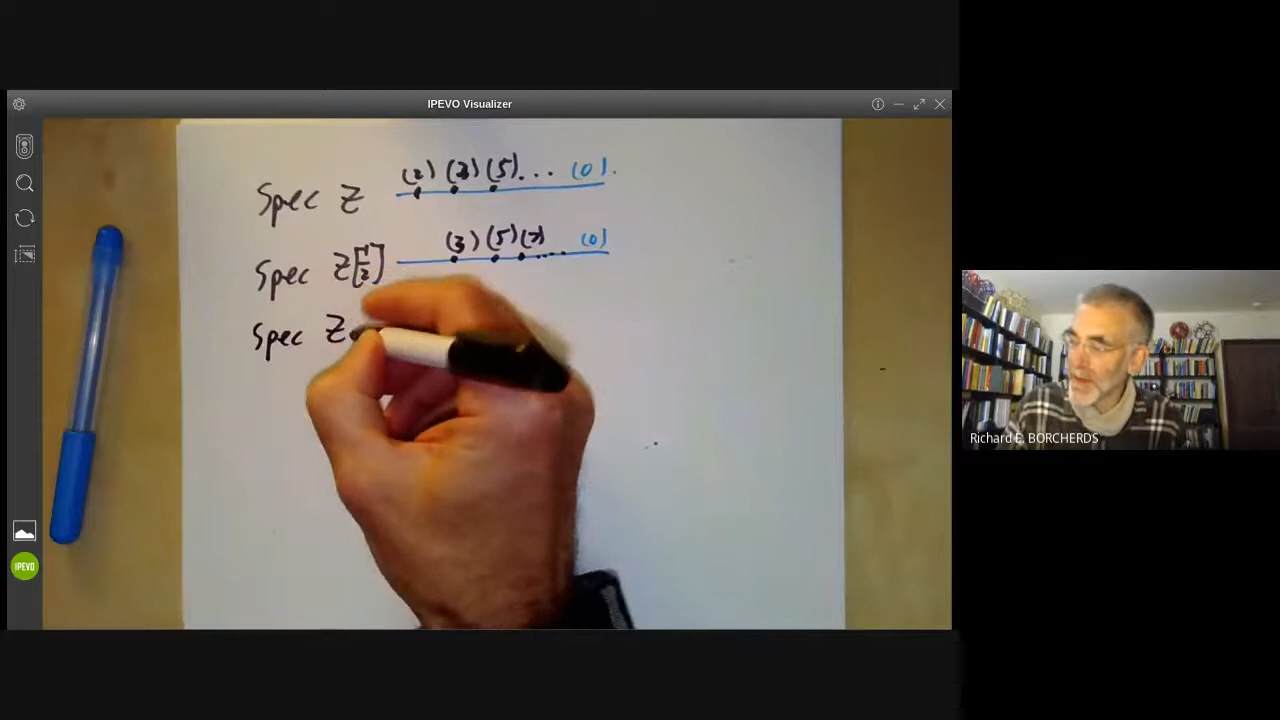 IPEVO Visualizer
(2) (3) (5) ... (0).
Spec Z
(3) (5) (7) .... (0)
Spec Z[1/2]
Spec Z
Richard E. BORCHERDS
IPEVO